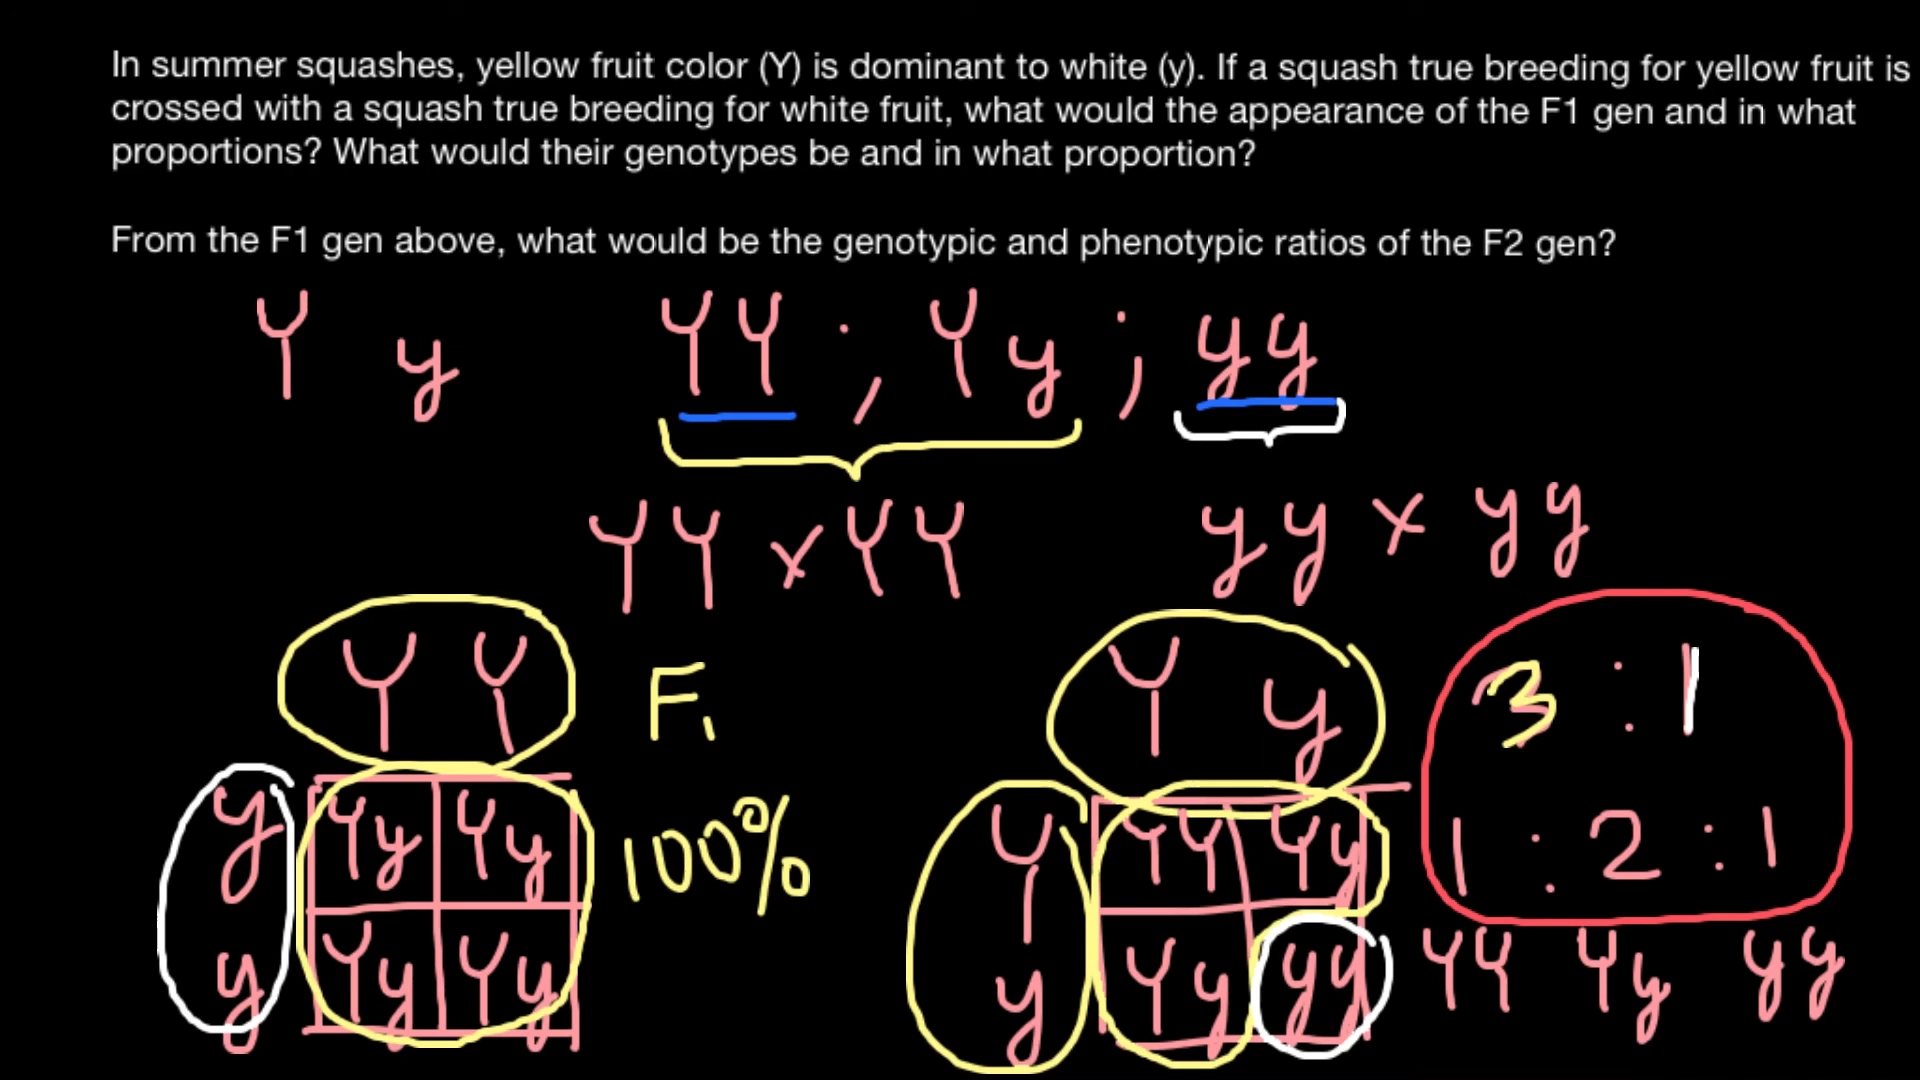 In summer squashes, yellow fruit color (Y) is dominant to white (y). If a squash true breeding for yellow fruit is
crossed with a squash true breeding for white fruit, what would the appearance of the F1 gen and in what
proportions? What would their genotypes be and in what proportion?
From the F1 gen above, what would be the genotypic and phenotypic ratios of the F2 gen?
Y y YY ; Yy ; yy
YY x YY yy x yy
Y Y F1 Y y 3 : 1
y Yy Yy 100% Y YY Yy 1 : 2 : 1
y Yy Yy y Yy yy YY Yy yy